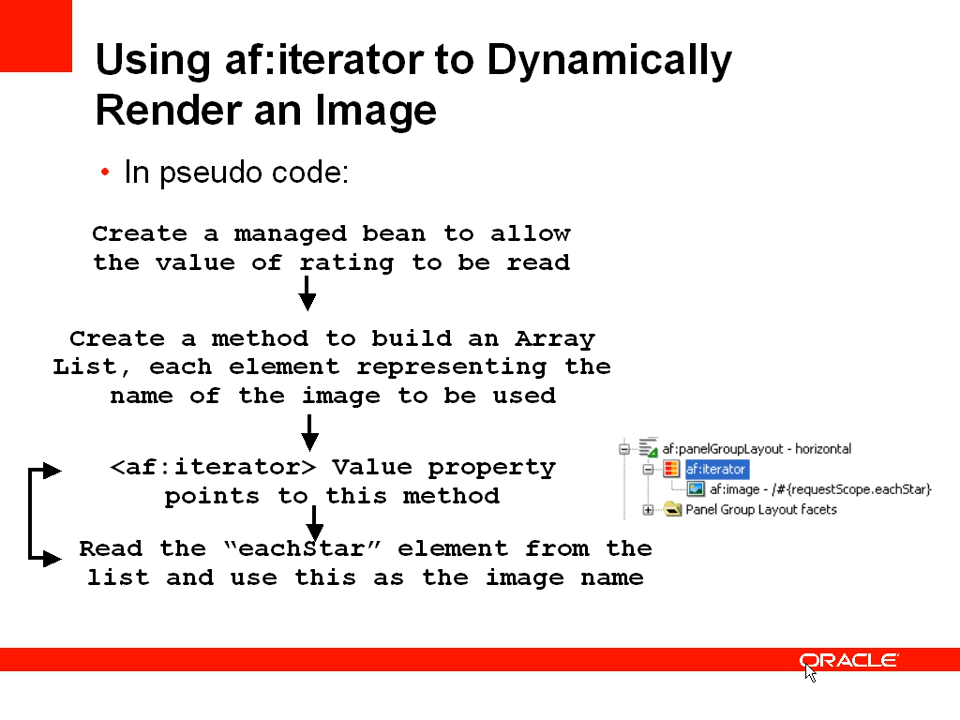 Using af:iterator to Dynamically
Render an Image
• In pseudo code:
Create a managed bean to allow
the value of rating to be read
Create a method to build an Array
List, each element representing the
name of the image to be used
<af:iterator> Value property
points to this method
Read the “eachStar” element from the
list and use this as the image name
af:panelGroupLayout - horizontal
af:iterator
af:image - /#{requestScope.eachStar}
Panel Group Layout facets
ORACLE